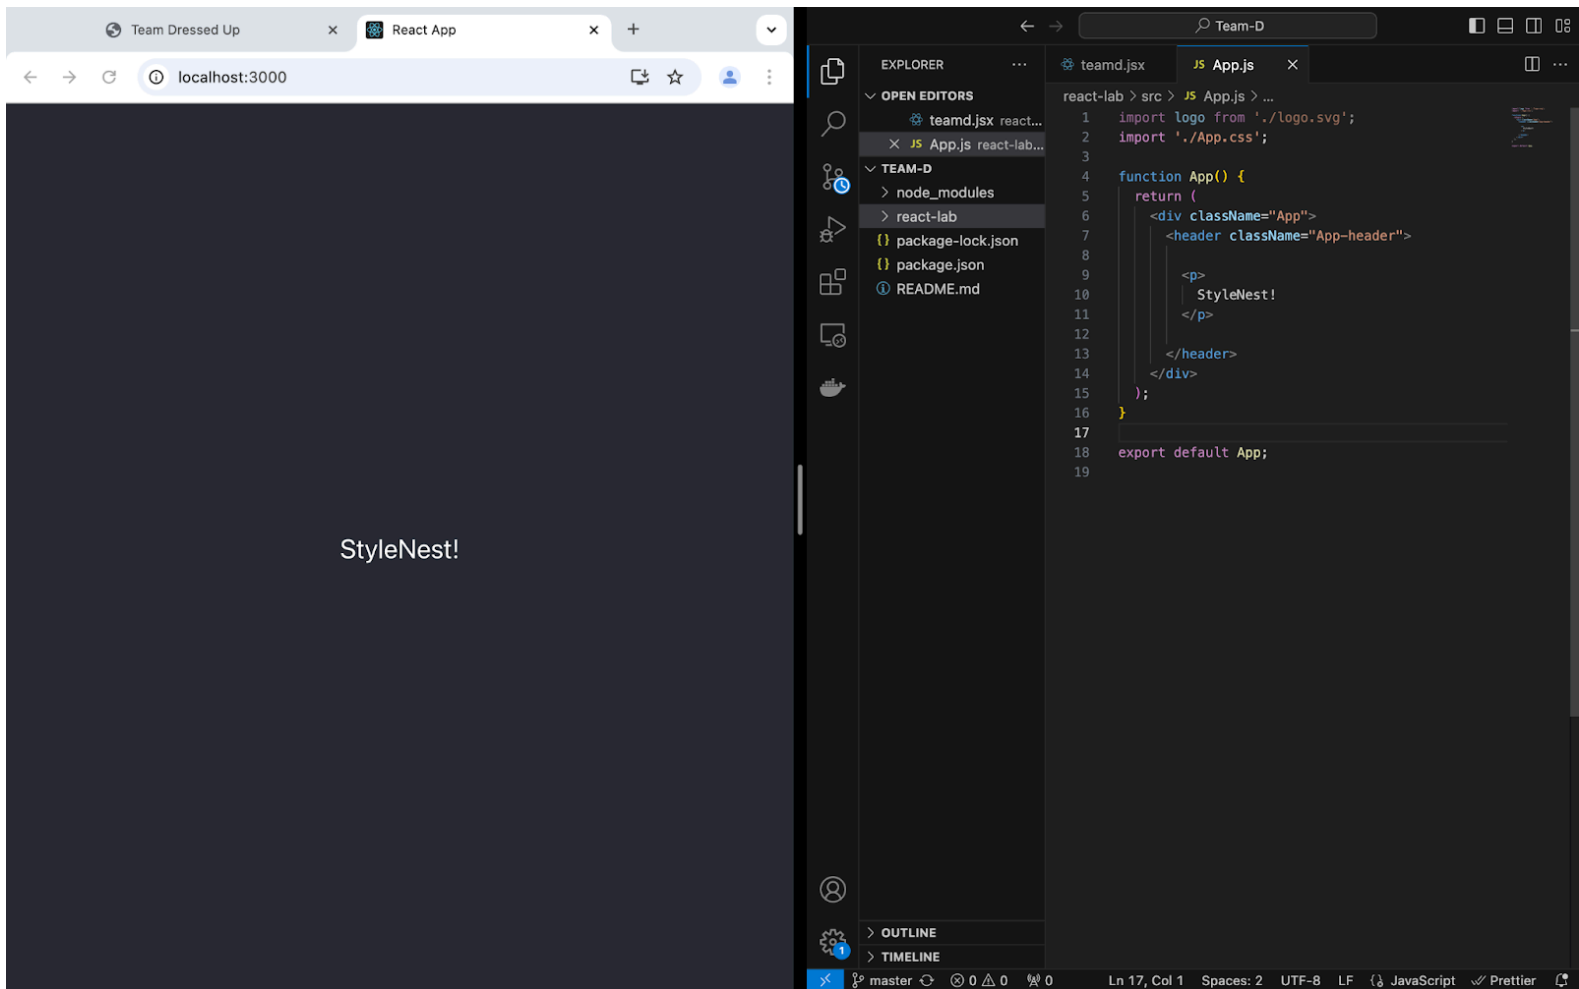 Team Dressed Up
React App
localhost:3000
StyleNest!
Team-D
EXPLORER
OPEN EDITORS
teamd.jsx react...
JS App.js react-lab...
TEAM-D
node_modules
react-lab
{} package-lock.json
{} package.json
README.md
OUTLINE
TIMELINE
teamd.jsx
JS App.js
react-lab > src > JS App.js > ...
1 import logo from './logo.svg';
2 import './App.css';
3
4 function App() {
5 return (
6 <div className="App">
7 <header className="App-header">
8
9 <p>
10 StyleNest!
11 </p>
12
13 </header>
14 </div>
15 );
16 }
17
18 export default App;
19
1
master 0 0 0 Ln 17, Col 1 Spaces: 2 UTF-8 LF {} JavaScript Prettier